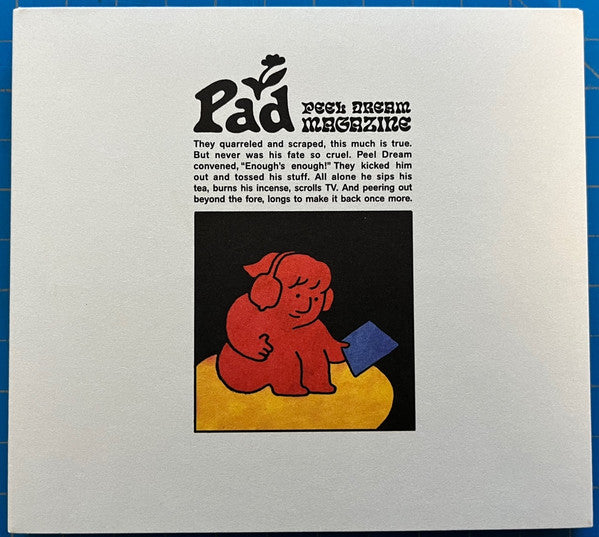 Pad
PEEL DREAM
MAGAZINE
They quarreled and scraped, this much is true.
But never was his fate so cruel. Peel Dream
convened, "Enough's enough!" They kicked him
out and tossed his stuff. All alone he sips his
tea, burns his incense, scrolls TV. And peering out
beyond the fore, longs to make it back once more.